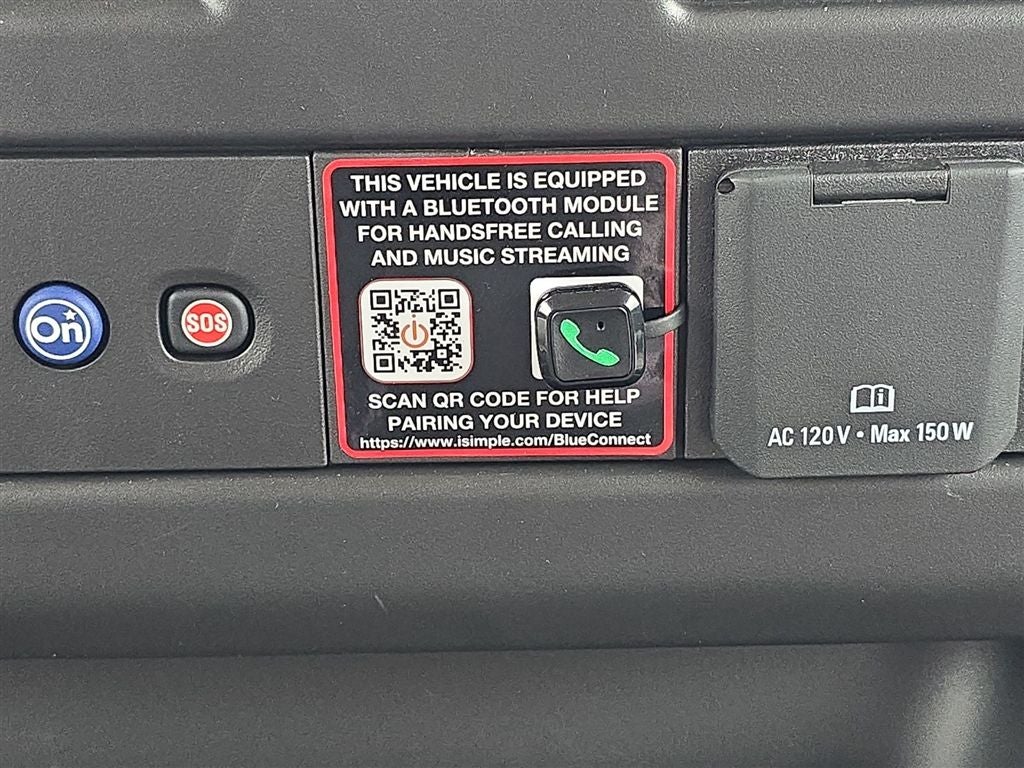 On
SOS
THIS VEHICLE IS EQUIPPED
WITH A BLUETOOTH MODULE
FOR HANDSFREE CALLING
AND MUSIC STREAMING
SCAN QR CODE FOR HELP
PAIRING YOUR DEVICE
https://www.isimple.com/BlueConnect
AC 120 V • Max 150 W